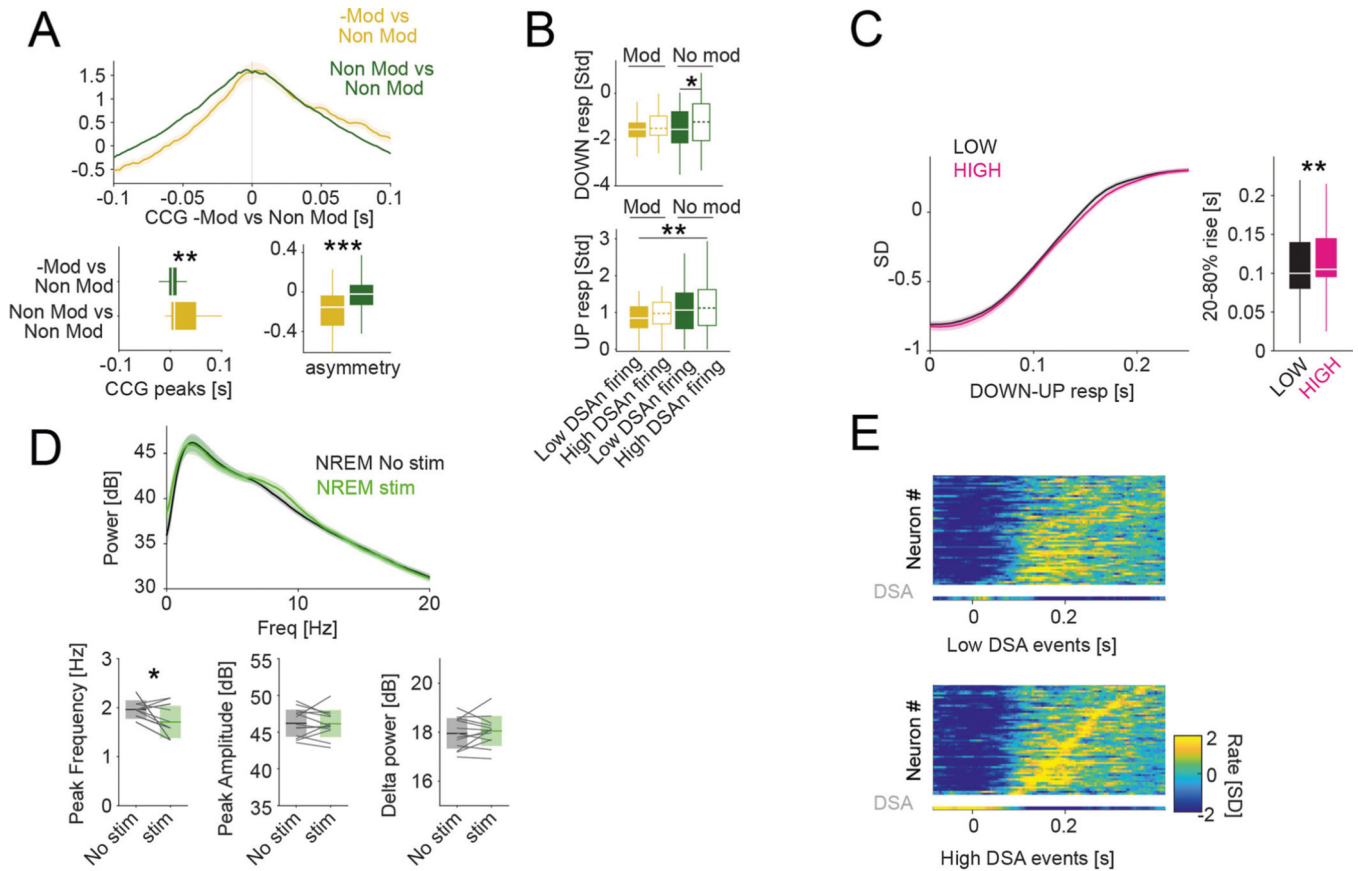 A
-Mod vs
Non Mod
Non Mod vs
Non Mod
1.5
1
0.5
0
-0.5
-0.1
-0.05
0
0.05
0.1
CCG -Mod vs Non Mod [s]
-Mod vs
Non Mod
Non Mod vs
Non Mod
**
-0.1
0
0.1
CCG peaks [s]
***
0.4
0
-0.4
asymmetry
B
Mod
No mod
*
DOWN resp [Std]
0
-2
-4
Mod
No mod
**
UP resp [Std]
3
2
1
0
Low DSAn firing
High DSAn firing
Low DSAn firing
High DSAn firing
C
LOW
HIGH
SD
0
-0.5
-1
0
0.1
0.2
DOWN-UP resp [s]
**
20-80% rise [s]
0.2
0.15
0.1
0.05
0
LOW
HIGH
D
NREM No stim
NREM stim
Power [dB]
45
40
35
30
0
10
20
Freq [Hz]
Peak Frequency [Hz]
3
2
1
0
*
No stim
stim
Peak Amplitude [dB]
55
50
45
40
35
No stim
stim
Delta power [dB]
20
18
16
No stim
stim
E
Neuron #
DSA
0
0.2
Low DSA events [s]
Neuron #
DSA
0
0.2
High DSA events [s]
2
0
-2
Rate [SD]